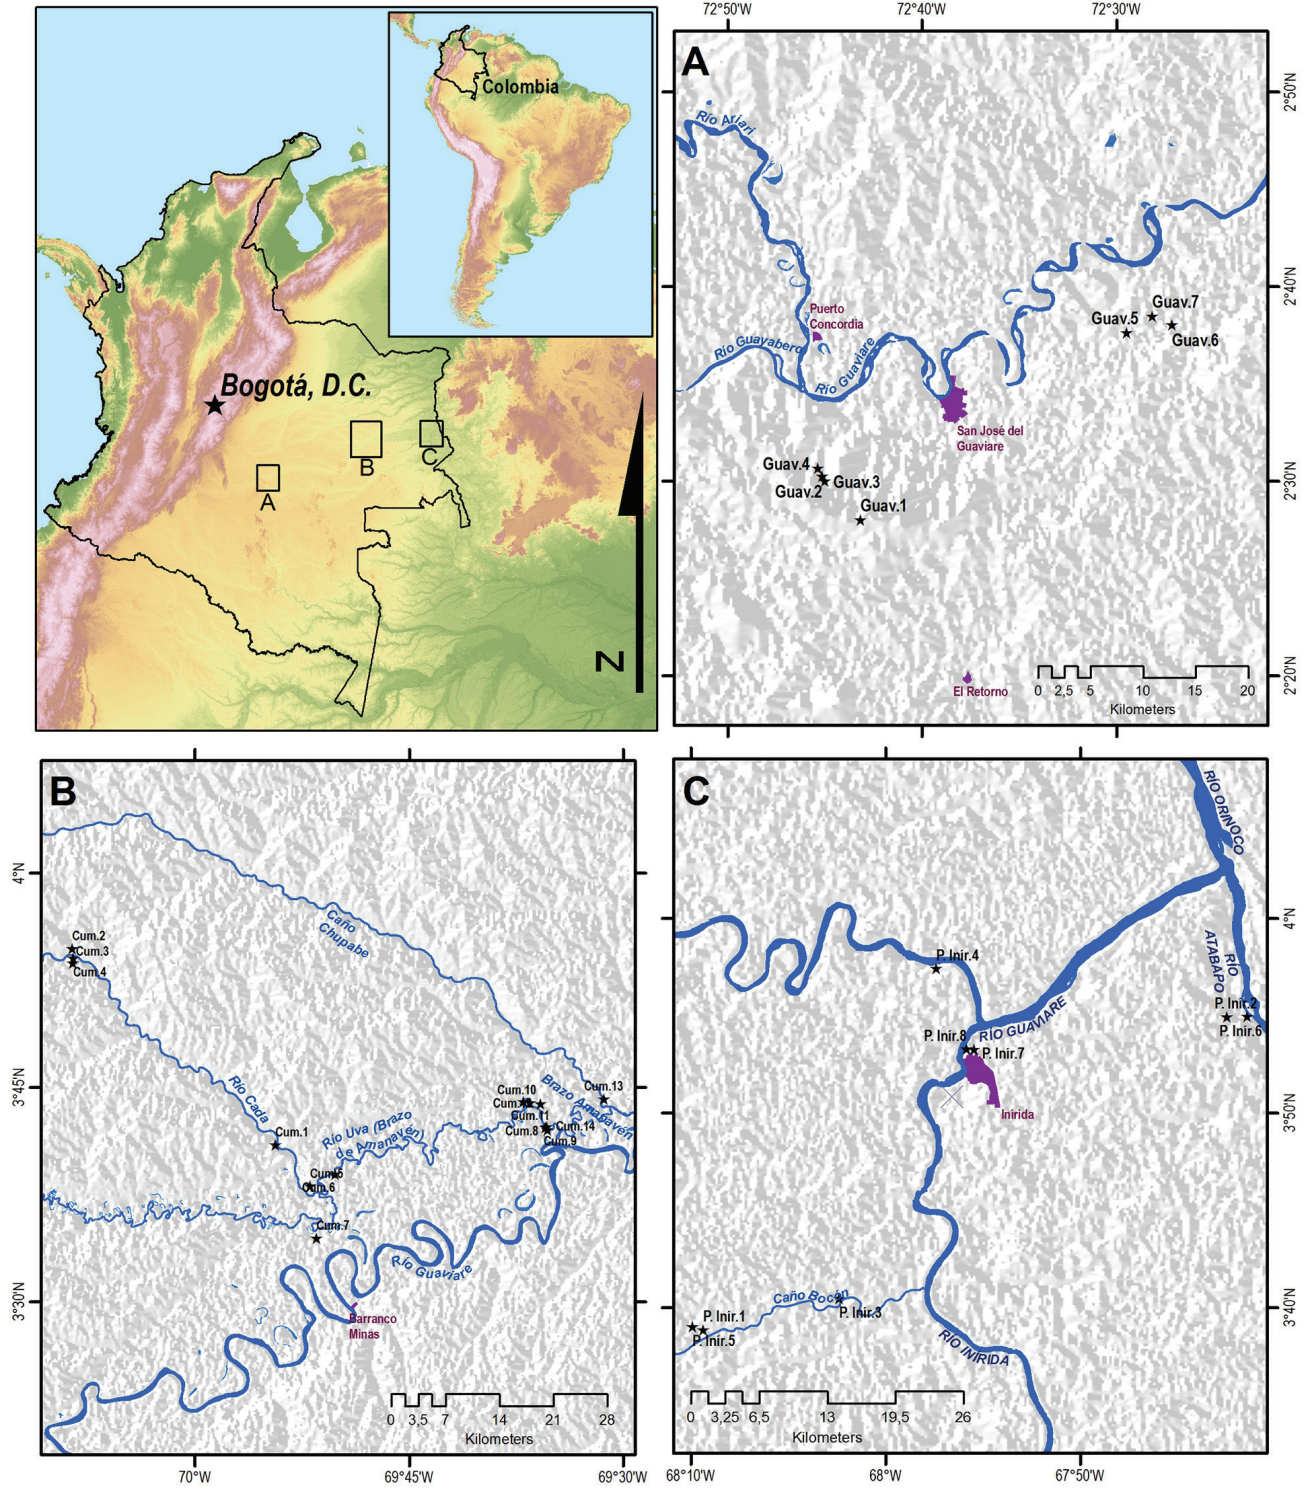 Colombia
Bogotá, D.C.
A
B
C
N
72°50'W
72°40'W
72°30'W
A
2°50'N
2°40'N
2°30'N
2°20'N
Río Ariari
Puerto
Concordia
Río Guayabero
Río Guaviare
San José del
Guaviare
Guav.7
Guav.5
Guav.6
Guav.4
Guav.3
Guav.2
Guav.1
El Retorno
0 2,5 5 10 15 20
Kilometers
B
4°N
3°45'N
3°30'N
Caño
Chupabe
Cum.2
Cum.3
Cum.4
Río Cada
Cum.1
Río Uva (Brazo
de Amanavén)
Brazo Amanavén
Cum.13
Cum.10
Cum.
Cum.11
Cum.14
Cum.8
Cum.9
Cum.5
Cum.6
Cum.7
Río Guaviare
Barranco
Minas
0 3,5 7 14 21 28
Kilometers
70°W
69°45'W
69°30'W
C
RÍO ORINOCO
4°N
3°50'N
3°40'N
RÍO
ATABAPO
P. Inir.4
P. Inir.2
P. Inir.6
RÍO GUAVIARE
P. Inir.8
P. Inir.7
Inírida
Caño Bocón
P. Inir.3
P. Inir.1
P. Inir.5
RÍO INÍRIDA
0 3,25 6,5 13 19,5 26
Kilometers
68°10'W
68°W
67°50'W